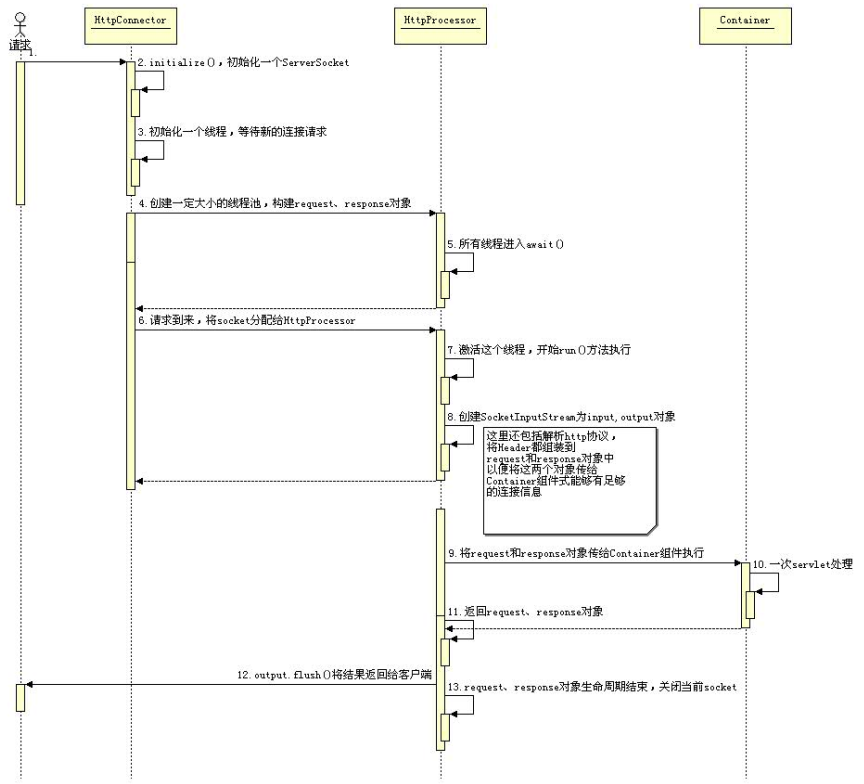 HttpConnector
HttpProcessor
Container
请求
1.
2.initialize()，初始化一个ServerSocket
3.初始化一个线程，等待新的连接请求
4.创建一定大小的线程池，构建request、response对象
5.所有线程进入await()
6.请求到来，将socket分配给HttpProcessor
7.激活这个线程，开始run()方法执行
8.创建SocketInputStream为input,output对象
这里还包括解析http协议，
将Header都组装到
request和response对象中
以便将这两个对象传给
Container组件式能够有足够
的连接信息
9.将request和response对象传给Container组件执行
10.一次servlet处理
11.返回request、response对象
12.output.flush()将结果返回给客户端
13.request、response对象生命周期结束，关闭当前socket